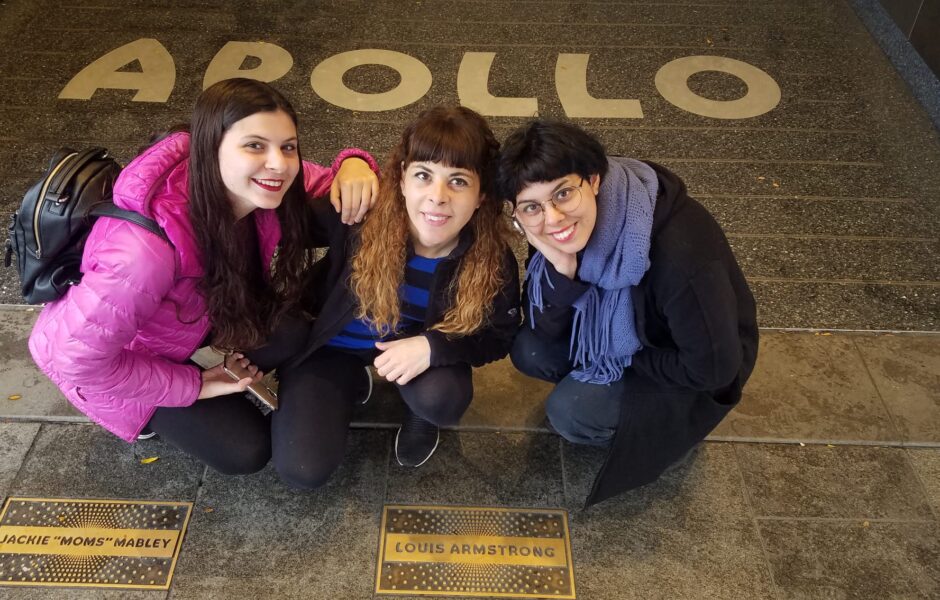 APOLLO
JACKIE "MOMS" MABLEY
LOUIS ARMSTRONG